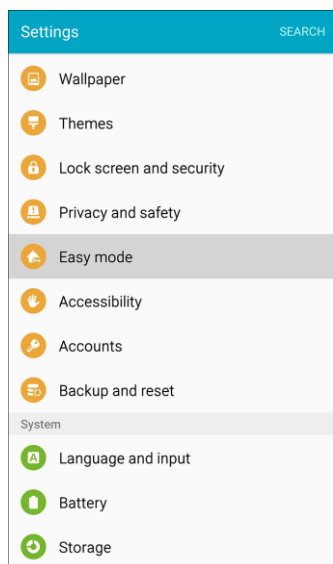 Settings SEARCH
Wallpaper
Themes
Lock screen and security
Privacy and safety
Easy mode
Accessibility
Accounts
Backup and reset
System
A Language and input
Battery
Storage